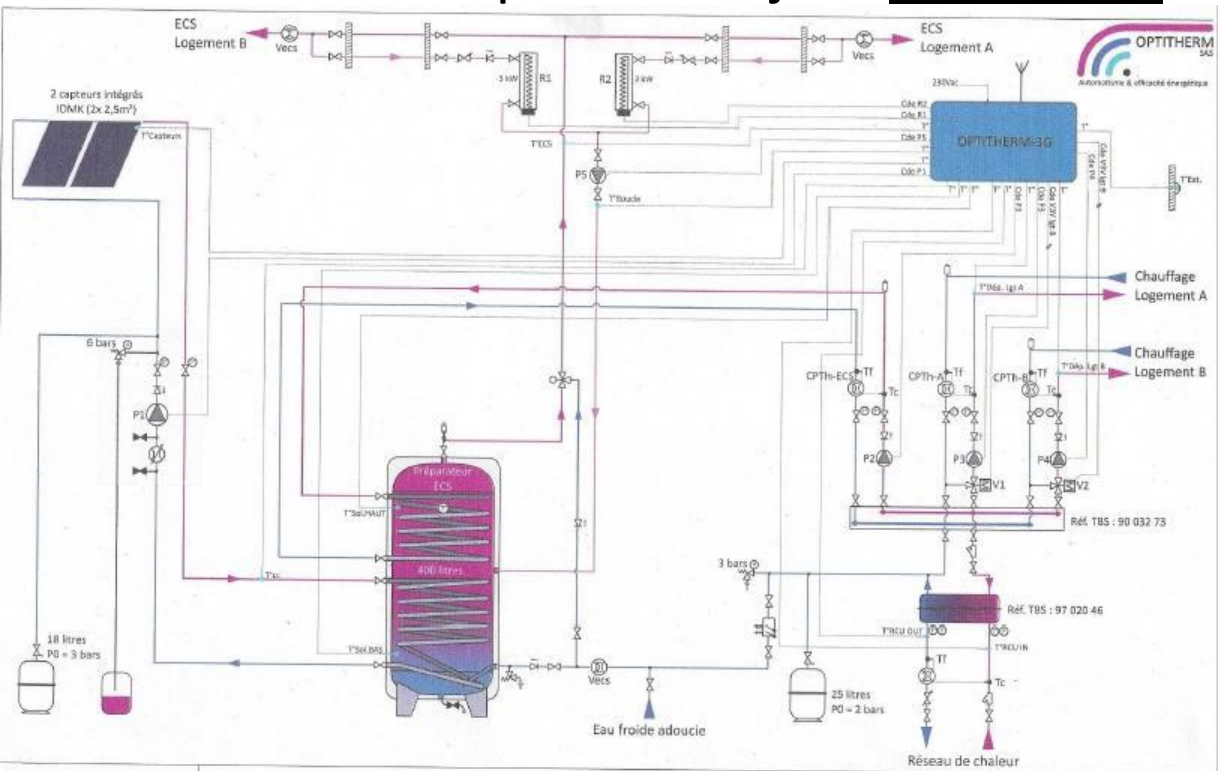 ECS
Logement B
Vecs
ECS
Logement A
Vecs
OPTITHERM
SAS
Automatisme & efficacité énergétique
2 capteurs intégrés
IDMK (2x 2,5m²)
T°Capteurs
3 kW
R1
R2
3 kW
230Vac
Cde R2
Cde R1
T°
Cde P5
T°
T°
Cde P1
OPTITHERM-3G
T°
T°Ext.
T°ECS
P5
T°Boucle
Chauffage
Logement A
T°Dép. Lgt A
Chauffage
Logement B
T°Dép. Lgt B
6 bars
P1
CPTh-ECS
Tf
Tc
CPTh-A
Tf
Tc
CPTh-B
Tf
Tc
P2
P3
P4
V1
V2
Réf. TBS : 90 032 73
Préparateur
ECS
T°Sol.HAUT
400 litres
T°cc
T°Sol.BAS
3 bars
Réf. TBS : 97 020 46
T°RCU OUT
T°RCU IN
Tf
Tc
18 litres
P0 = 3 bars
Vecs
25 litres
P0 = 2 bars
Eau froide adoucie
Réseau de chaleur